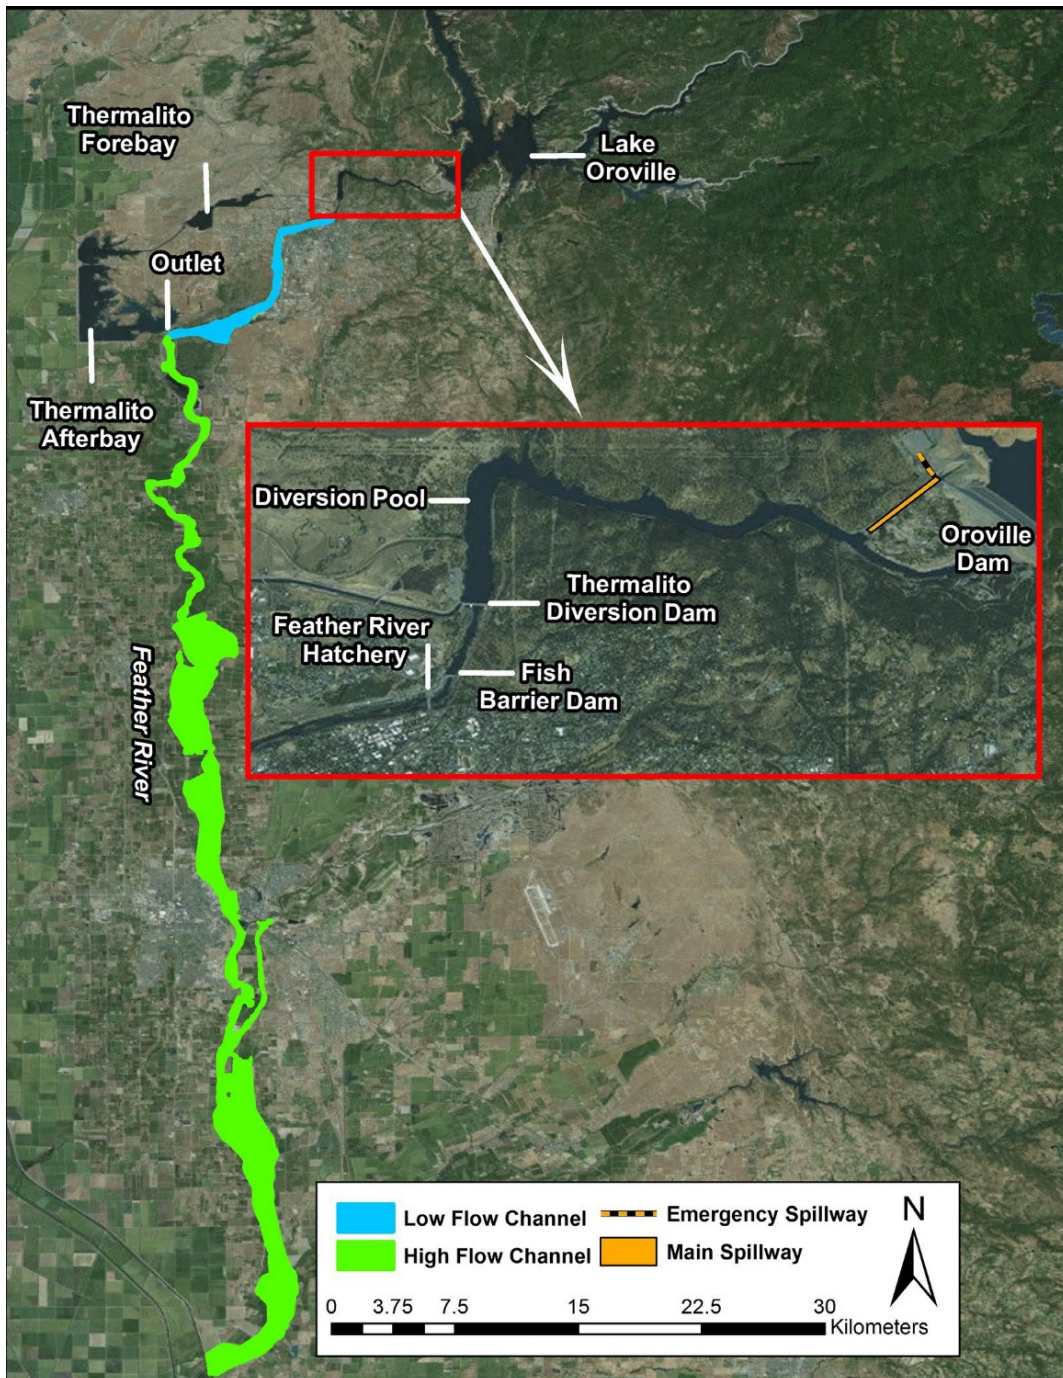 Thermalito
Forebay
Lake
Oroville
Outlet
Thermalito
Afterbay
Diversion Pool
Oroville
Dam
Thermalito
Diversion Dam
Feather River
Hatchery
Fish
Barrier Dam
Feather River
Low Flow Channel
Emergency Spillway
High Flow Channel
Main Spillway
N
0 3.75 7.5 15 22.5 30
Kilometers